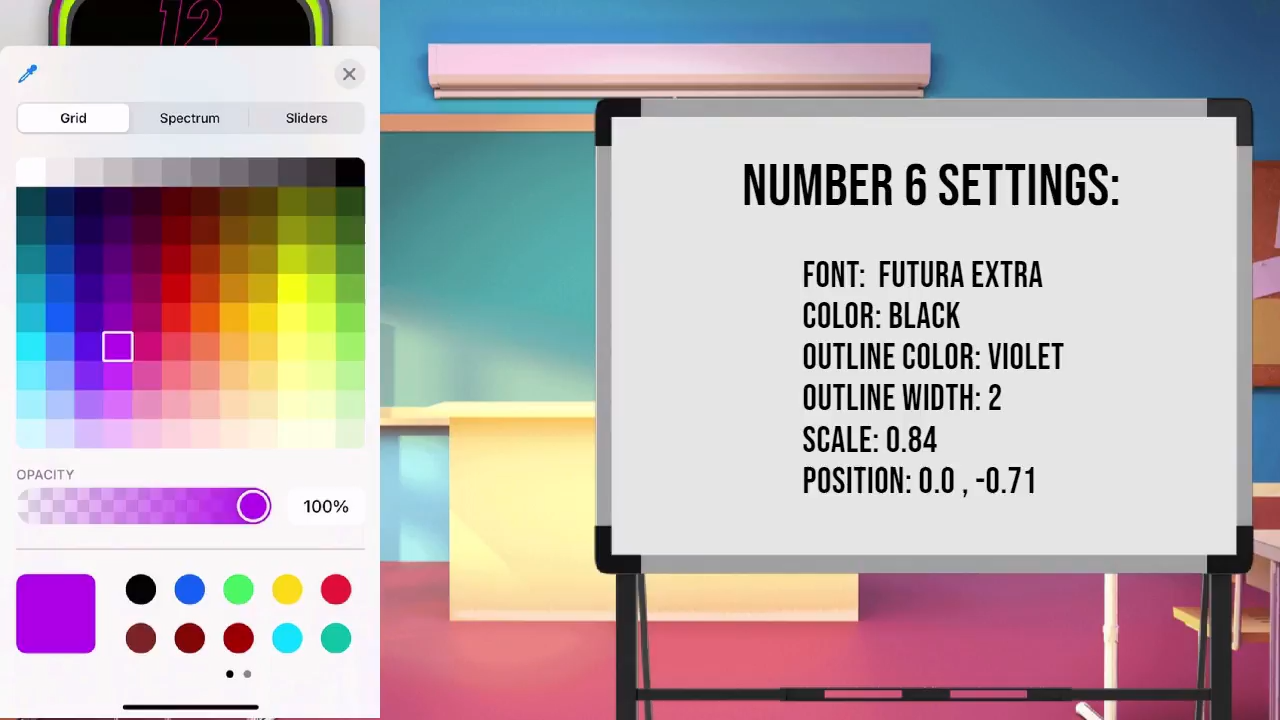 12
Grid
Spectrum
Sliders
OPACITY
100%
NUMBER 6 SETTINGS:
FONT: FUTURA EXTRA
COLOR: BLACK
OUTLINE COLOR: VIOLET
OUTLINE WIDTH: 2
SCALE: 0.84
POSITION: 0.0 , -0.71